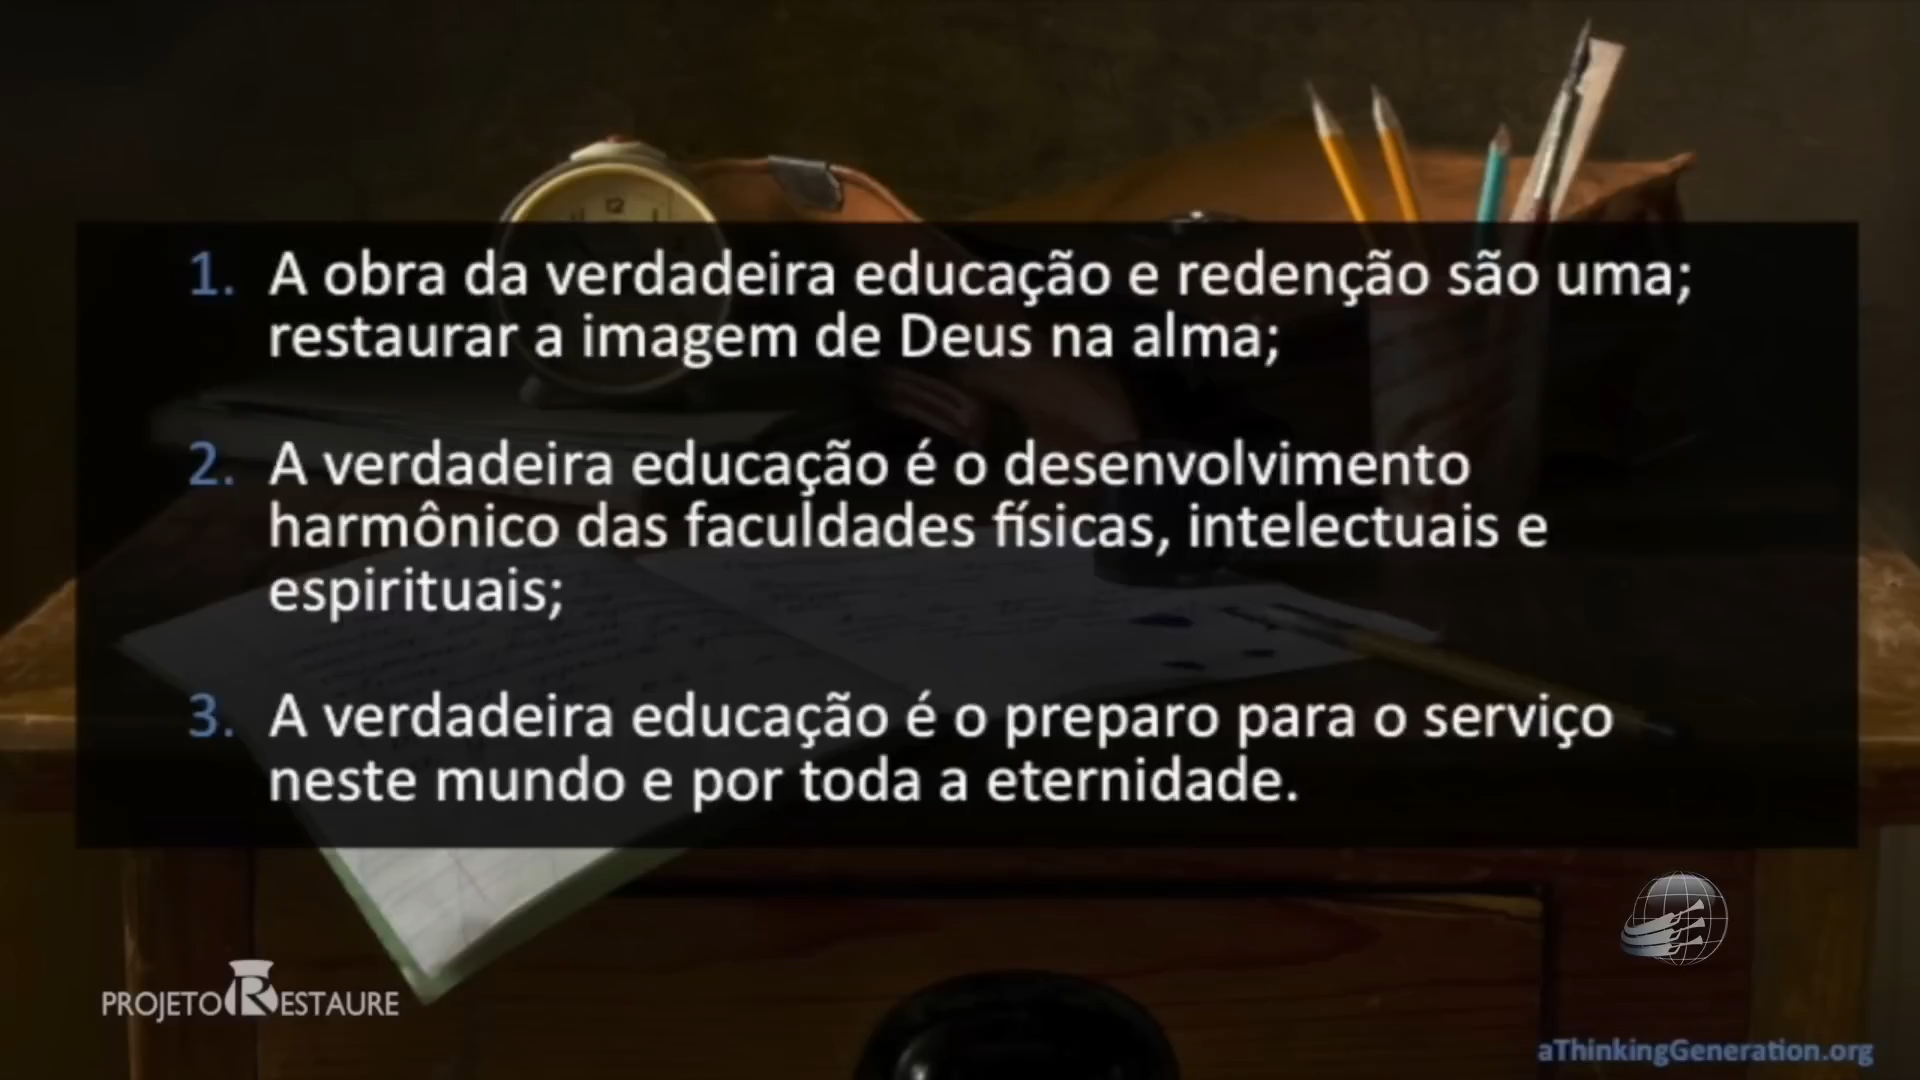 1. A obra da verdadeira educação e redenção são uma;
restaurar a imagem de Deus na alma;
2. A verdadeira educação é o desenvolvimento
harmônico das faculdades físicas, intelectuais e
espirituais;
3. A verdadeira educação é o preparo para o serviço
neste mundo e por toda a eternidade.
PROJETO RESTAURE
aThinkingGeneration.org